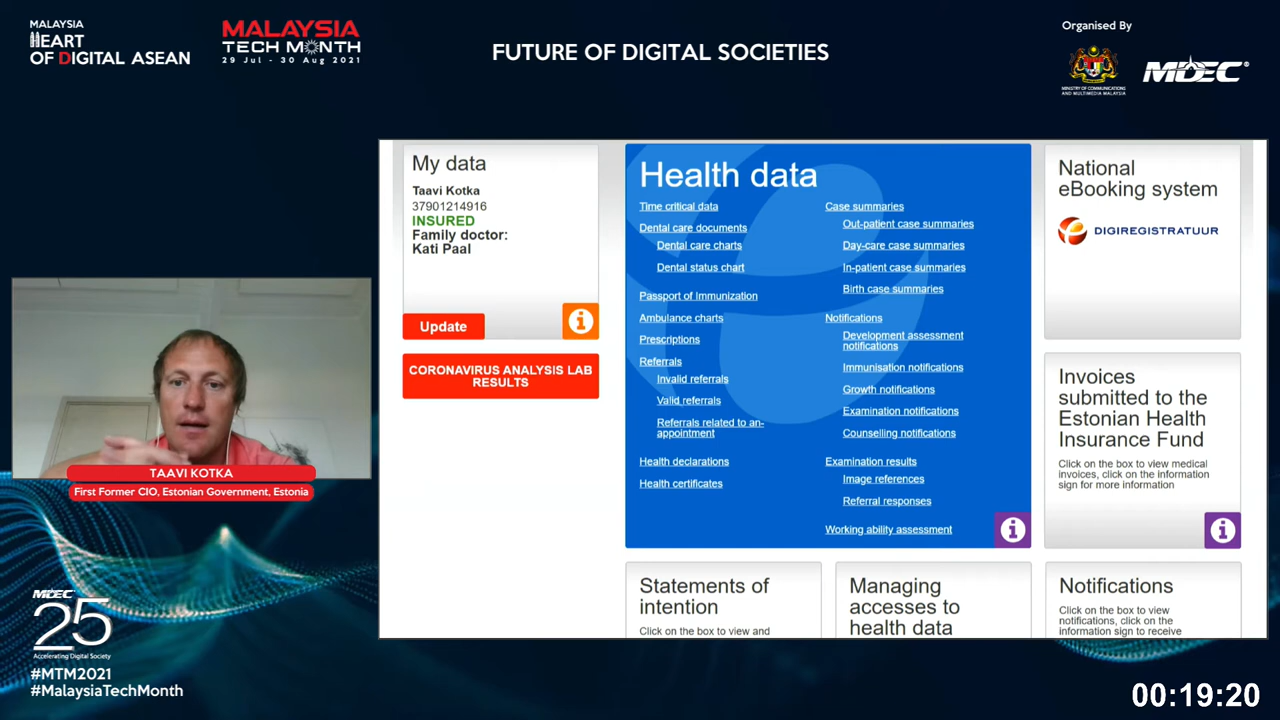 MALAYSIA
HEART
OF DIGITAL ASEAN
MALAYSIA
TECH MONTH
29 Jul - 30 Aug 2021
FUTURE OF DIGITAL SOCIETIES
Organised By
MINISTRY OF COMMUNICATIONS
AND MULTIMEDIA MALAYSIA
MDEC®
My data
Taavi Kotka
37901214916
INSURED
Family doctor:
Kati Paal
Update
CORONAVIRUS ANALYSIS LAB
RESULTS
Health data
Time critical data
Dental care documents
Dental care charts
Dental status chart
Passport of Immunization
Ambulance charts
Prescriptions
Referrals
Invalid referrals
Valid referrals
Referrals related to an-
appointment
Health declarations
Health certificates
Case summaries
Out-patient case summaries
Day-care case summaries
In-patient case summaries
Birth case summaries
Notifications
Development assessment
notifications
Immunisation notifications
Growth notifications
Examination notifications
Counselling notifications
Examination results
Image references
Referral responses
Working ability assessment
National
eBooking system
DIGIREGISTRATUUR
Invoices
submitted to the
Estonian Health
Insurance Fund
Click on the box to view medical
invoices, click on the information
sign for more information
Statements of
intention
Click on the box to view and
Managing
accesses to
health data
Notifications
Click on the box to view
notifications, click on the
information sign to receive
TAAVI KOTKA
First Former CIO, Estonian Government, Estonia
MDEC
25
Accelerating Digital Society
#MTM2021
#MalaysiaTechMonth
00:19:20